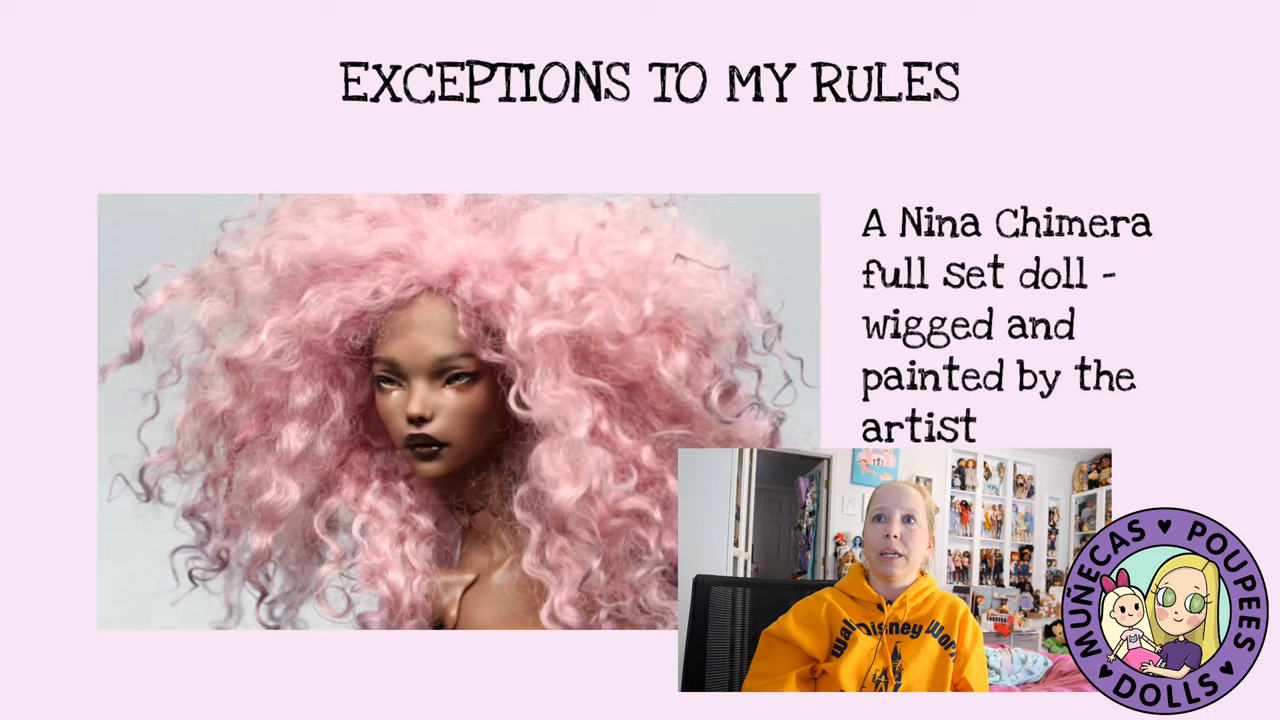 EXCEPTIONS TO MY RULES
A Nina Chimera
full set doll -
wigged and
painted by the
artist
Walt Disney World
MUÑECAS ♥ POUPEES ♥ DOLLS ♥